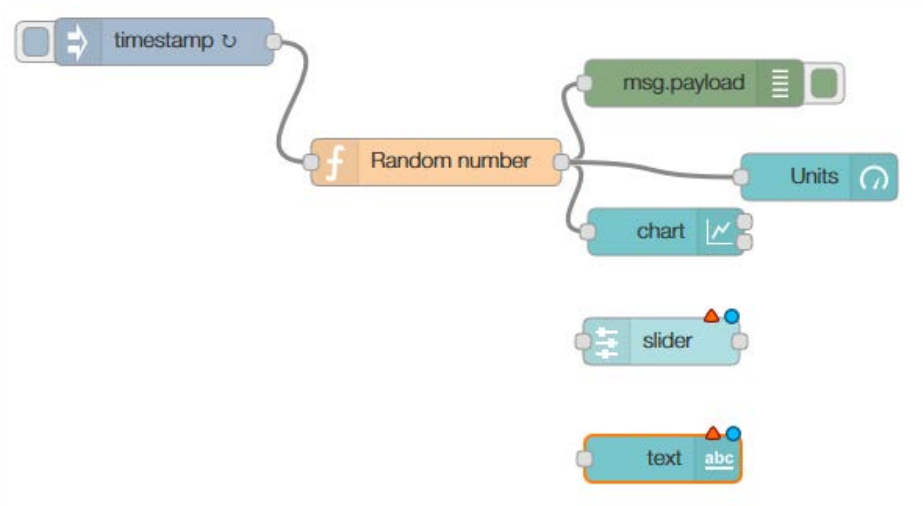 timestamp ↻
msg.payload
f Random number
Units
chart
slider
text abc